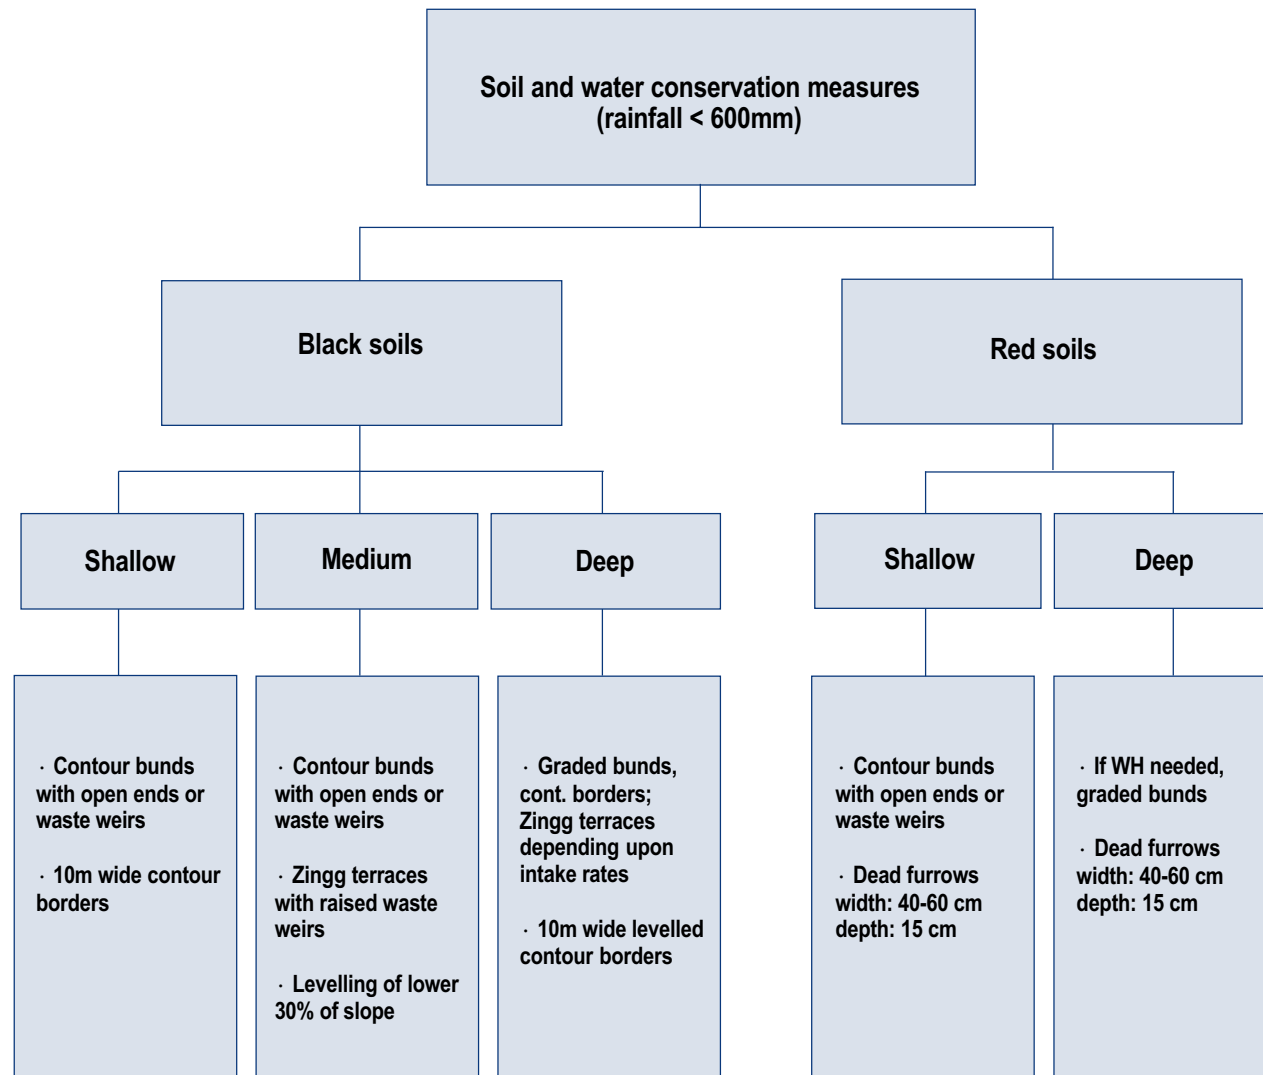 Soil and water conservation measures
(rainfall < 600mm)
Black soils
Red soils
Shallow
Medium
Deep
Shallow
Deep
· Contour bunds
with open ends or
waste weirs
· 10m wide contour
borders
· Contour bunds
with open ends or
waste weirs
· Zingg terraces
with raised waste
weirs
· Levelling of lower
30% of slope
· Graded bunds,
cont. borders;
Zingg terraces
depending upon
intake rates
· 10m wide levelled
contour borders
· Contour bunds
with open ends or
waste weirs
· Dead furrows
width: 40-60 cm
depth: 15 cm
· If WH needed,
graded bunds
· Dead furrows
width: 40-60 cm
depth: 15 cm